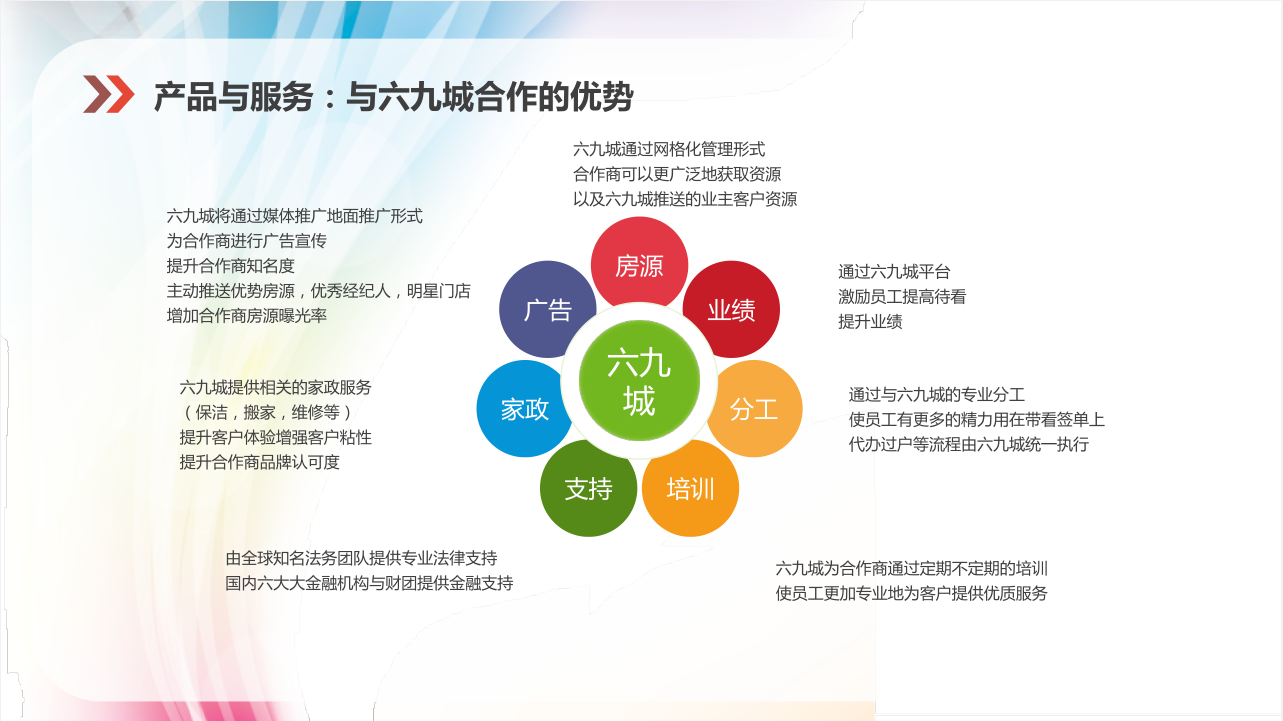 产品与服务：与六九城合作的优势
六九城通过网格化管理形式
合作商可以更广泛地获取资源
以及六九城推送的业主客户资源
六九城将通过媒体推广地面推广形式
为合作商进行广告宣传
提升合作商知名度
主动推送优势房源，优秀经纪人，明星门店
增加合作商房源曝光率
房源
广告
业绩
通过六九城平台
激励员工提高待看
提升业绩
六九
城
六九城提供相关的家政服务
（保洁，搬家，维修等）
提升客户体验增强客户粘性
提升合作商品牌认可度
家政
分工
通过与六九城的专业分工
使员工有更多的精力用在带看签单上
代办过户等流程由六九城统一执行
支持
培训
由全球知名法务团队提供专业法律支持
国内六大大金融机构与财团提供金融支持
六九城为合作商通过定期不定期的培训
使员工更加专业地为客户提供优质服务